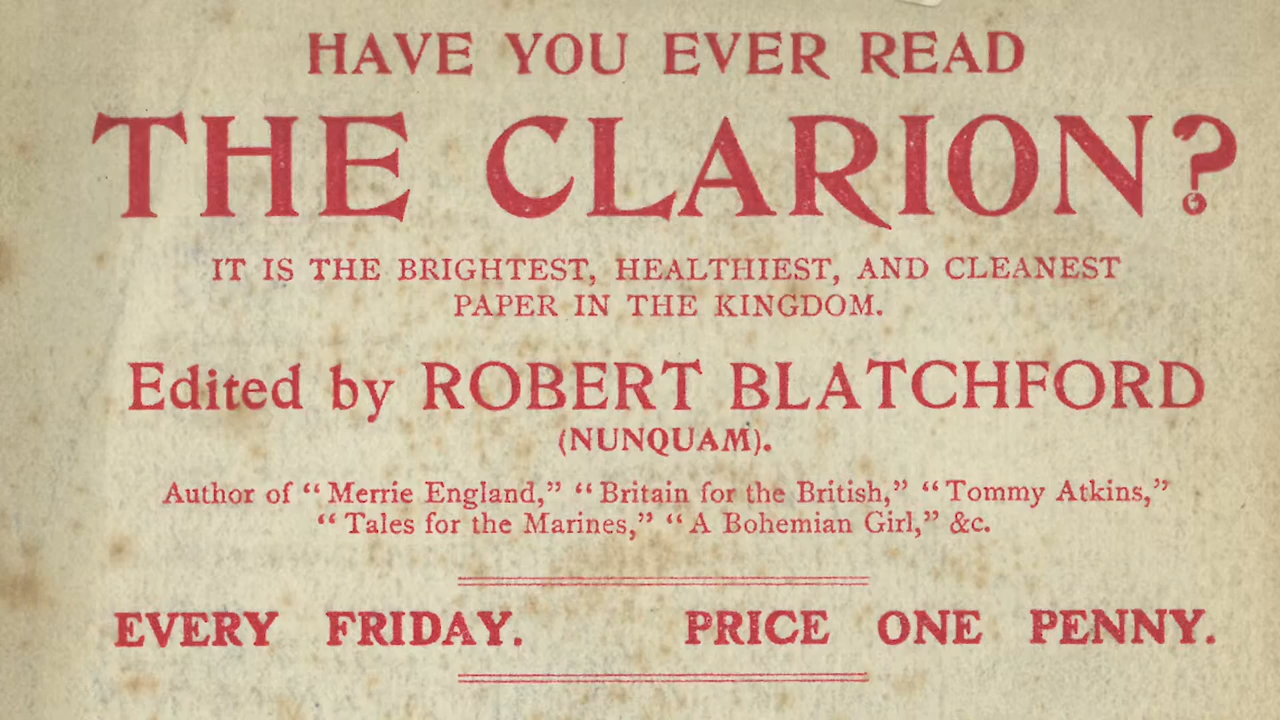 HAVE YOU EVER READ
THE CLARION?
IT IS THE BRIGHTEST, HEALTHIEST, AND CLEANEST
PAPER IN THE KINGDOM.
Edited by ROBERT BLATCHFORD
(NUNQUAM).
Author of “Merrie England,” “Britain for the British,” “Tommy Atkins,”
“Tales for the Marines,” “A Bohemian Girl,” &c.
EVERY FRIDAY. PRICE ONE PENNY.